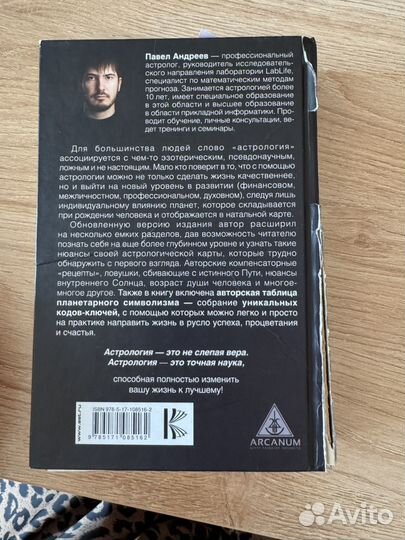 Павел Андреев — профессиональный
астролог, руководитель исследователь-
ского направления лаборатории LabLife,
специалист по математическим методам
прогноза. Занимается астрологией более
10 лет, имеет специальное образование
в этой области и высшее образование
в области прикладной информатики. Про-
водит обучение, личные консультации, ве-
дет тренинги и семинары.
Для большинства людей слово «астрология»
ассоциируется с чем-то эзотерическим, псевдонаучным,
ложным и не настоящим. Мало кто поверит в то, что с помощью
астрологии можно не только сделать жизнь качественнее,
но и выйти на новый уровень в развитии (финансовом,
межличностном, профессиональном, духовном), следуя лишь
индивидуальному влиянию планет, которое складывается
при рождении человека и отображается в натальной карте.
Обновленную версию издания автор расширил
на несколько емких разделов, дав возможность читателю
познать себя на еще более глубинном уровне и узнать такие
нюансы своей астрологической карты, которые трудно
обнаружить с первого взгляда. Авторские компенсаторные
«рецепты», ловушки, сбивающие с истинного Пути, нюансы
внутреннего Солнца, возраст души человека и многое-
многое другое. Также в книгу включена авторская таблица
планетарного символизма — собрание уникальных
кодов-ключей, с помощью которых можно легко и просто
на практике направить жизнь в русло успеха, процветания
и счастья.
Астрология — это не слепая вера.
Астрология — это точная наука,
способная полностью изменить
вашу жизнь к лучшему!
www.ast.ru
ISBN 978-5-17-108516-2
9 785171 085162
К
ARCANUM
Avito